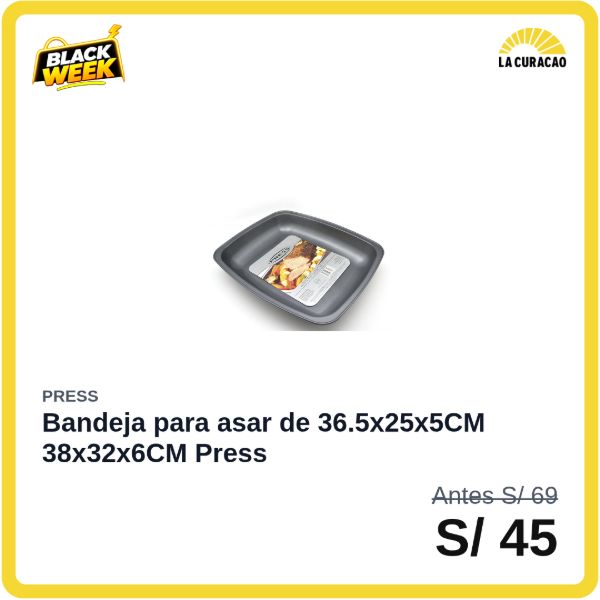 BLACK
WEEK
LA CURACAO
PRESS
Bandeja para asar de 36.5x25x5CM
38x32x6CM Press
Antes S/ 69
S/ 45